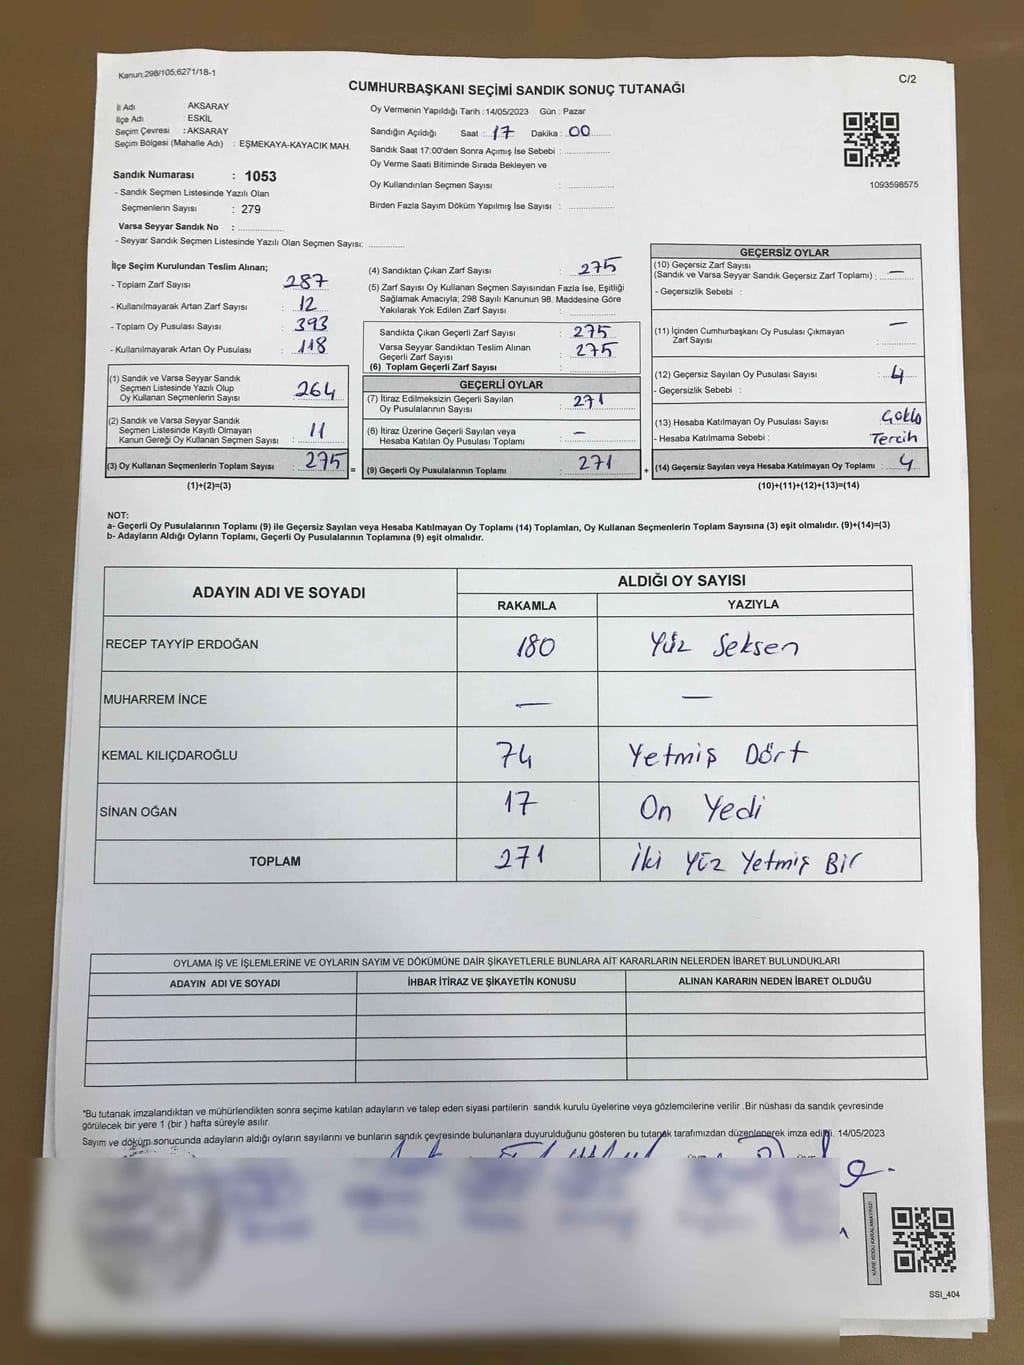 Kanun;298/105;6271/18-1
C/2
CUMHURBAŞKANI SEÇİMİ SANDIK SONUÇ TUTANAĞI
İl Adı : AKSARAY
İlçe Adı : ESKİL
Seçim Çevresi : AKSARAY
Seçim Bölgesi (Mahalle Adı) : EŞMEKAYA-KAYACIK MAH.
Sandık Numarası : 1053
- Sandık Seçmen Listesinde Yazılı Olan
Seçmenlerin Sayısı : 279
Varsa Seyyar Sandık No : ..............
- Seyyar Sandık Seçmen Listesinde Yazılı Olan Seçmen Sayısı: ............
Oy Vermenin Yapıldığı Tarih :14/05/2023 Gün : Pazar
Sandığın Açıldığı Saat : 17 Dakika : 00
Sandık Saat 17:00'den Sonra Açımış İse Sebebi : ..............
Oy Verme Saati Bitiminde Sırada Bekleyen ve
Oy Kullandırılan Seçmen Sayısı : ..............
Birden Fazla Sayım Döküm Yapılmış İse Sayısı : ..............
1093598575
İlçe Seçim Kurulundan Teslim Alınan;
- Toplam Zarf Sayısı : 287
- Kullanılmayarak Artan Zarf Sayısı : 12
- Toplam Oy Pusulası Sayısı : 393
- Kullanılmayarak Artan Oy Pusulası : 118
(1) Sandık ve Varsa Seyyar Sandık
Seçmen Listesinde Yazılı Olup
Oy Kullanan Seçmenlerin Sayısı : 264
(2) Sandık ve Varsa Seyyar Sandık
Seçmen Listesinde Kayıtlı Olmayan
Kanun Gereği Oy Kullanan Seçmen Sayısı : 11
(3) Oy Kullanan Seçmenlerin Toplam Sayısı : 275 =
(1)+(2)=(3)
(4) Sandıktan Çıkan Zarf Sayısı : 275
(5) Zarf Sayısı Oy Kullanan Seçmen Sayısından Fazla İse, Eşitliği
Sağlamak Amacıyla; 298 Sayılı Kanunun 98. Maddesine Göre
Yakılarak Yok Edilen Zarf Sayısı : ..............
Sandıkta Çıkan Geçerli Zarf Sayısı : 275
Varsa Seyyar Sandıktan Teslim Alınan
Geçerli Zarf Sayısı : 275
(6) Toplam Geçerli Zarf Sayısı : ..............
GEÇERLİ OYLAR
(7) İtiraz Edilmeksizin Geçerli Sayılan
Oy Pusulalarının Sayısı : 271
(8) İtiraz Üzerine Geçerli Sayılan veya
Hesaba Katılan Oy Pusulası Toplamı : —
(9) Geçerli Oy Pusulalarının Toplamı : 271 +
GEÇERSİZ OYLAR
(10) Geçersiz Zarf Sayısı
(Sandık ve Varsa Seyyar Sandık Geçersiz Zarf Toplamı) : —
- Geçersizlik Sebebi :
(11) İçinden Cumhurbaşkanı Oy Pusulası Çıkmayan
Zarf Sayısı : —
(12) Geçersiz Sayılan Oy Pusulası Sayısı : 4
- Geçersizlik Sebebi :
(13) Hesaba Katılmayan Oy Pusulası Sayısı : Çoklu
- Hesaba Katılmama Sebebi : Tercih
(14) Geçersiz Sayılan veya Hesaba Katılmayan Oy Toplamı : 4
(10)+(11)+(12)+(13)=(14)
NOT:
a- Geçerli Oy Pusulalarının Toplamı (9) ile Geçersiz Sayılan veya Hesaba Katılmayan Oy Toplamı (14) Toplamları, Oy Kullanan Seçmenlerin Toplam Sayısına (3) eşit olmalıdır. (9)+(14)=(3)
b- Adayların Aldığı Oyların Toplamı, Geçerli Oy Pusulalarının Toplamına (9) eşit olmalıdır.
ADAYIN ADI VE SOYADI
ALDIĞI OY SAYISI
RAKAMLA YAZIYLA
RECEP TAYYİP ERDOĞAN 180 Yüz Seksen
MUHARREM İNCE — —
KEMAL KILIÇDAROĞLU 74 Yetmiş Dört
SİNAN OĞAN 17 On Yedi
TOPLAM 271 İki Yüz Yetmiş Bir
OYLAMA İŞ VE İŞLEMLERİNE VE OYLARIN SAYIM VE DÖKÜMÜNE DAİR ŞİKAYETLERLE BUNLARA AİT KARARLARIN NELERDEN İBARET BULUNDUKLARI
ADAYIN ADI VE SOYADI İHBAR İTİRAZ VE ŞİKAYETİN KONUSU ALINAN KARARIN NEDEN İBARET OLDUĞU
*Bu tutanak imzalandıktan ve mühürlendikten sonra seçime katılan adayların ve talep eden siyasi partilerin sandık kurulu üyelerine veya gözlemcilerine verilir .Bir nüshası da sandık çevresinde
görülecek bir yere 1 (bir ) hafta süreyle asılır.
Sayım ve döküm sonucunda adayların aldığı oyların sayılarını ve bunların sandık çevresinde bulunanlara duyurulduğunu gösteren bu tutanak tarafımızdan düzenlenerek imza edildi. 14/05/2023
KARE KODU KARALAMAYINIZ!
SSI_404